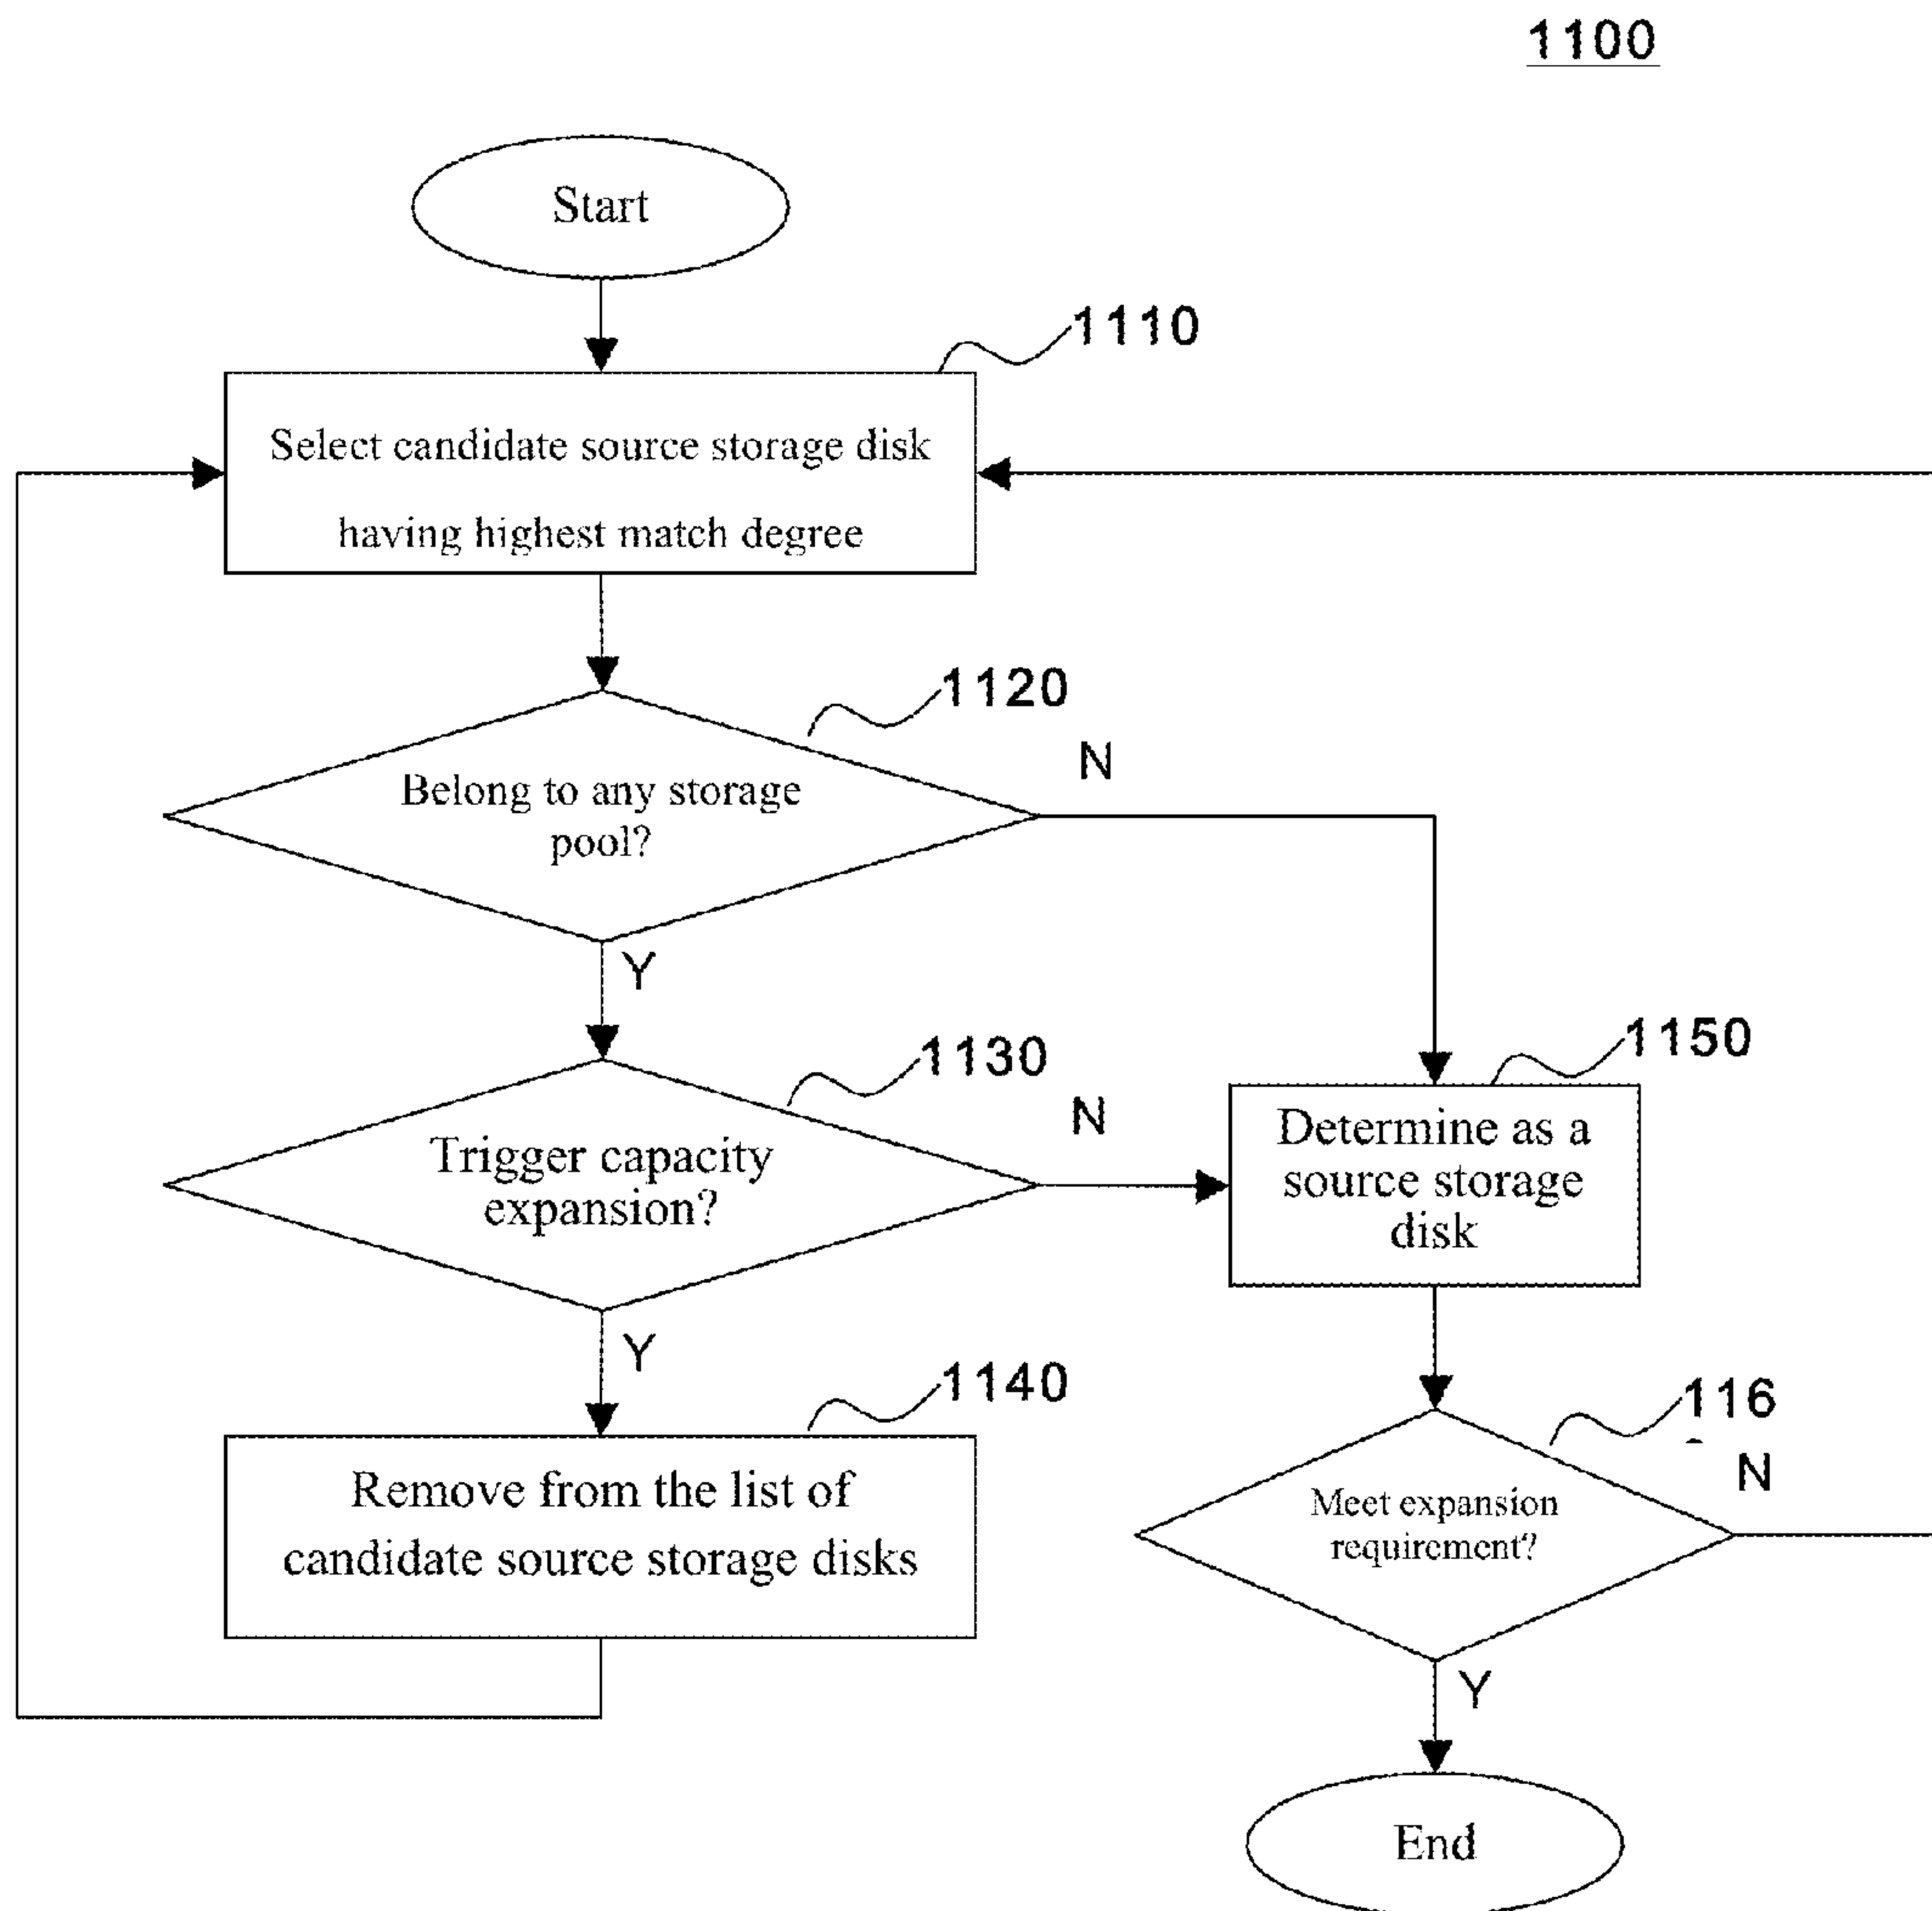 1100
Start
1110
Select candidate source storage disk
having highest match degree
1120
N
Belong to any storage
pool?
Y
1130
N
Trigger capacity
expansion?
1150
Determine as a
source storage
disk
Y
1140
Remove from the list of
candidate source storage disks
116
N
Meet expansion
requirement?
Y
End